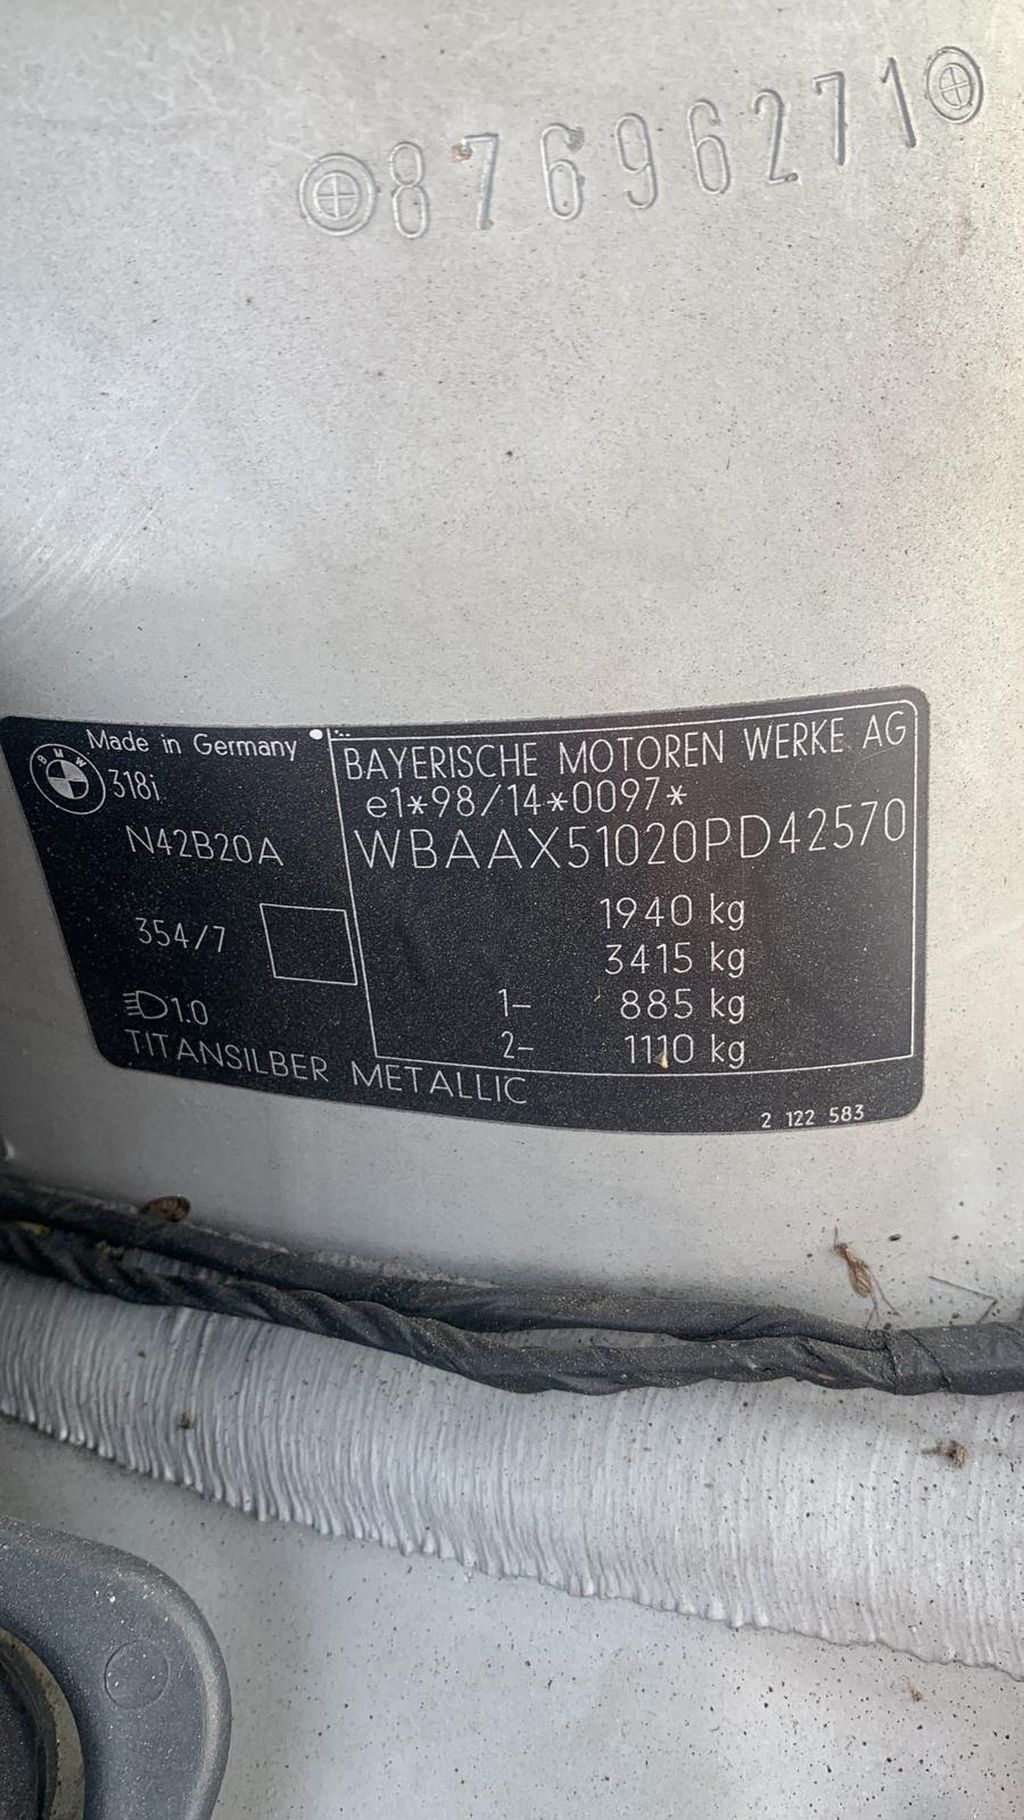 87696271
Made in Germany
BMW
318i
N42B20A
354/7
1.0
TITANSILBER METALLIC
BAYERISCHE MOTOREN WERKE AG
e1*98/14*0097*
WBAAX51020PD42570
1940 kg
3415 kg
1- 885 kg
2- 1110 kg
2 122 583